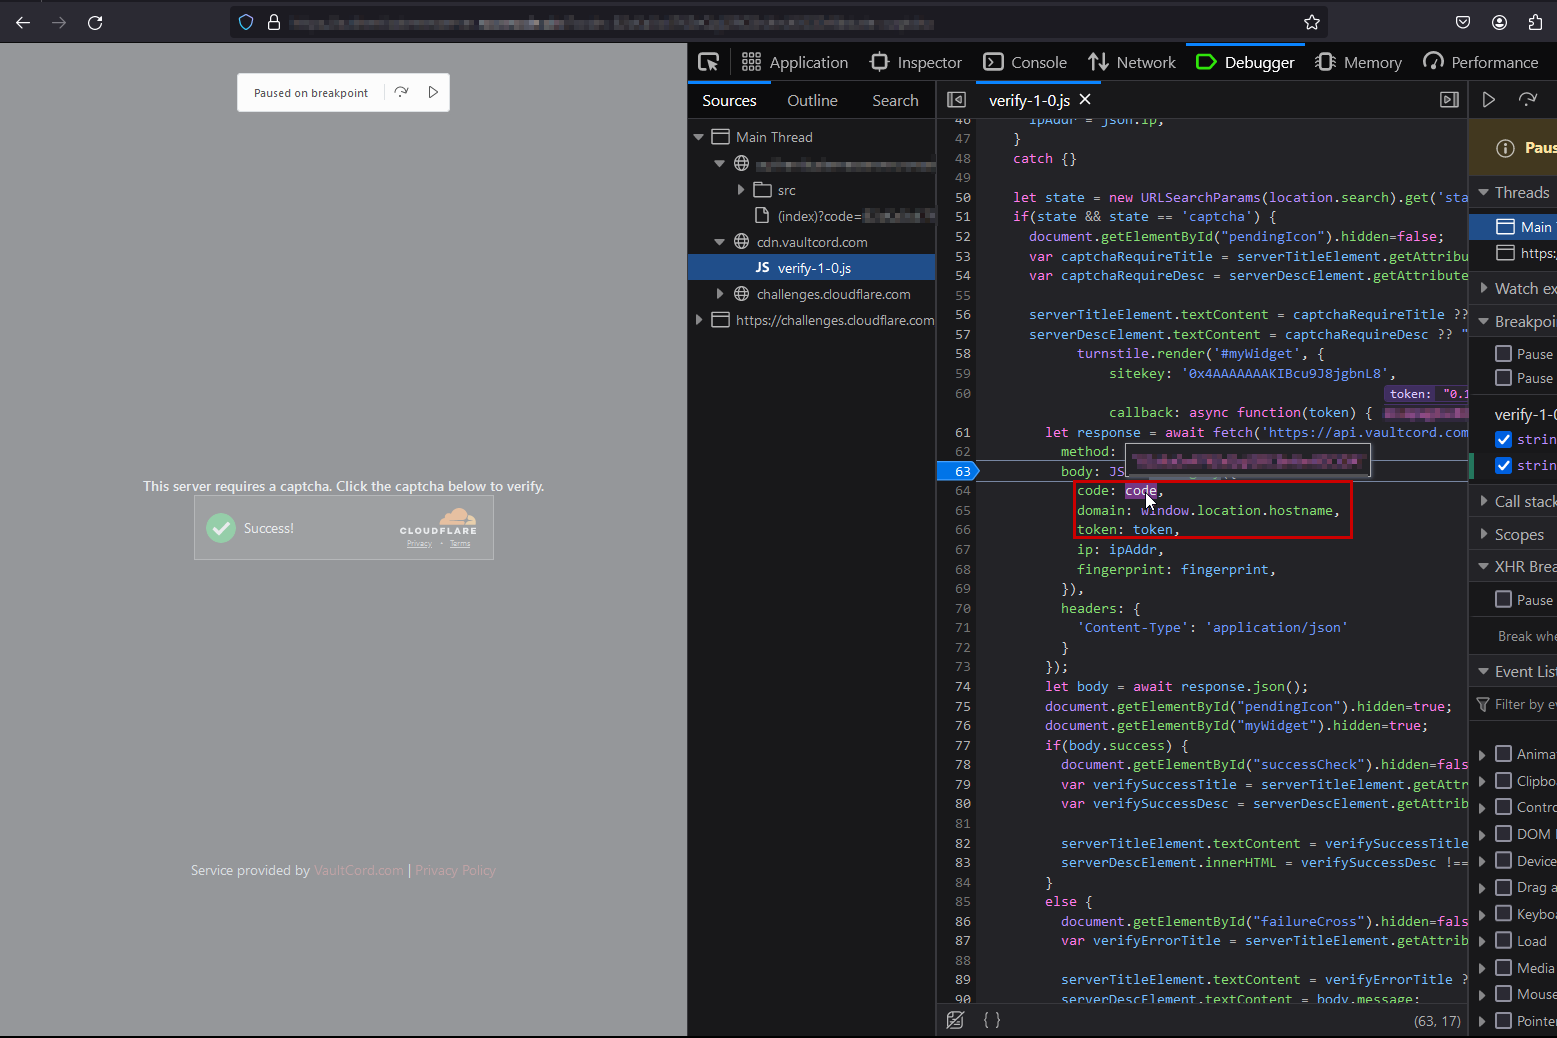 Paused on breakpoint
This server requires a captcha. Click the captcha below to verify.
Success!
CLOUDFLARE
Privacy • Terms
Service provided by VaultCord.com | Privacy Policy
Application
Inspector
Console
Network
Debugger
Memory
Performance
Sources
Outline
Search
Main Thread
src
(index)?code=
cdn.vaultcord.com
JS verify-1-0.js
challenges.cloudflare.com
https://challenges.cloudflare.com
verify-1-0.js
46 ipAddr = json.ip;
47 }
48 catch {}
49
50 let state = new URLSearchParams(location.search).get('sta
51 if(state && state == 'captcha') {
52 document.getElementById("pendingIcon").hidden=false;
53 var captchaRequireTitle = serverTitleElement.getAttribu
54 var captchaRequireDesc = serverDescElement.getAttribute
55
56 serverTitleElement.textContent = captchaRequireTitle ??
57 serverDescElement.textContent = captchaRequireDesc ?? "
58 turnstile.render('#myWidget', {
59 sitekey: '0x4AAAAAAAKIBcu9J8jgbnL8',
60 token: "0.1
callback: async function(token) {
61 let response = await fetch('https://api.vaultcord.com
62 method:
63 body: JS
64 code: code,
65 domain: window.location.hostname,
66 token: token,
67 ip: ipAddr,
68 fingerprint: fingerprint,
69 }),
70 headers: {
71 'Content-Type': 'application/json'
72 }
73 });
74 let body = await response.json();
75 document.getElementById("pendingIcon").hidden=true;
76 document.getElementById("myWidget").hidden=true;
77 if(body.success) {
78 document.getElementById("successCheck").hidden=fals
79 var verifySuccessTitle = serverTitleElement.getAttr
80 var verifySuccessDesc = serverDescElement.getAttrib
81
82 serverTitleElement.textContent = verifySuccessTitle
83 serverDescElement.innerHTML = verifySuccessDesc !==
84 }
85 else {
86 document.getElementById("failureCross").hidden=fals
87 var verifyErrorTitle = serverTitleElement.getAttrib
88
89 serverTitleElement.textContent = verifyErrorTitle ?
90 serverDescElement.textContent = body.message;
(63, 17)
Paus
Threads
Main
https:
Watch ex
Breakpoi
Pause
Pause
verify-1-0
strin
strin
Call stack
Scopes
XHR Brea
Pause
Break whe
Event List
Filter by ev
Anima
Clipbo
Contro
DOM
Device
Drag a
Keybo
Load
Media
Mouse
Pointer